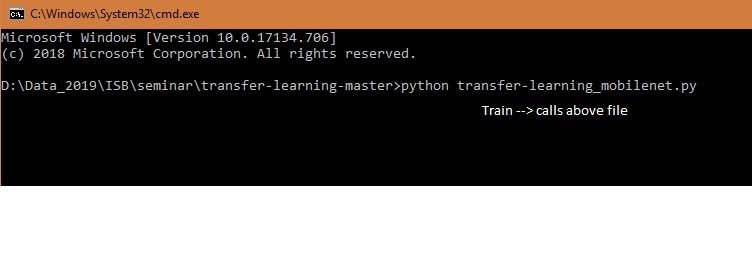 C:\Windows\System32\cmd.exe
Microsoft Windows [Version 10.0.17134.706]
(c) 2018 Microsoft Corporation. All rights reserved.
D:\Data_2019\ISB\seminar\transfer-learning-master>python transfer-learning_mobilenet.py
Train --> calls above file